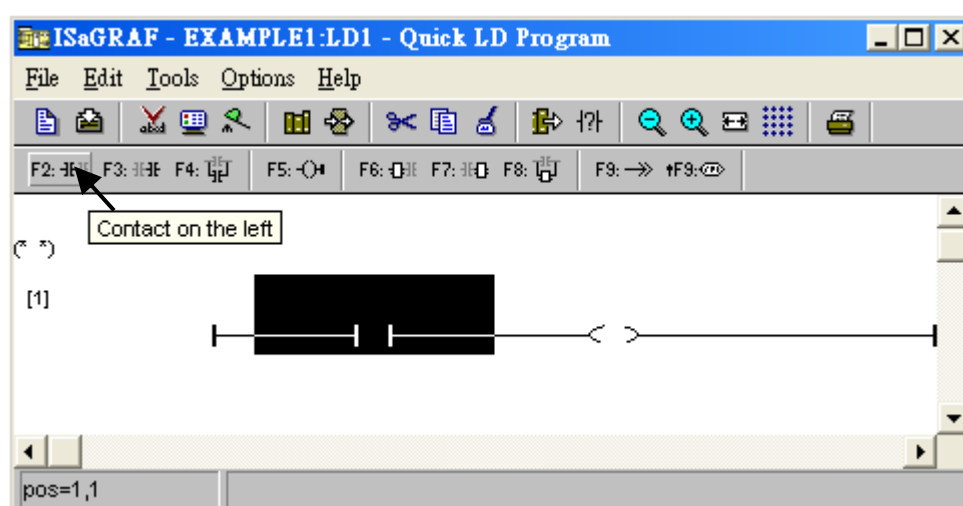 ISaGRAF - EXAMPLE1:LD1 - Quick LD Program
File Edit Tools Options Help
F2: F3: F4: F5: F6: F7: F8: F9: F9:
Contact on the left
(* *)
[1]
pos=1,1